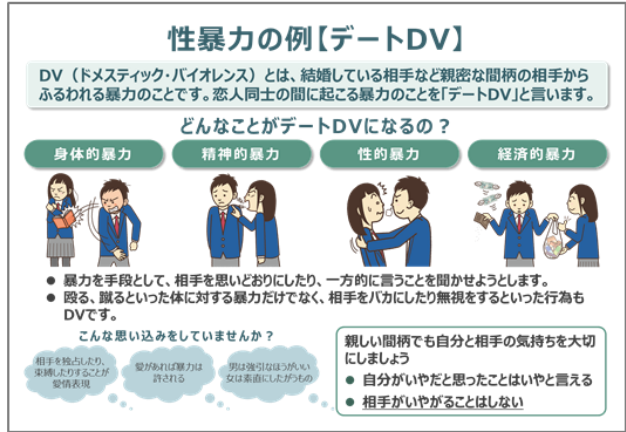 性暴力の例【デートDV】
DV（ドメスティック・バイオレンス）とは、結婚している相手など親密な間柄の相手から
ふるわれる暴力のことです。恋人同士の間に起こる暴力のことを「デートDV」と言います。
どんなことがデートDVになるの？
身体的暴力
精神的暴力
性的暴力
経済的暴力
● 暴力を手段として、相手を思いどおりにしたり、一方的に言うことを聞かせようとします。
● 殴る、蹴るといった体に対する暴力だけでなく、相手をバカにしたり無視をするといった行為も
DVです。
こんな思い込みをしていませんか？
相手を独占したり、
束縛したりすることが
愛情表現
愛があれば暴力は
許される
男は強引なほうがいい
女は素直にしたがうもの
親しい間柄でも自分と相手の気持ちを大切
にしましょう
● 自分がいやだと思ったことはいやと言える
● 相手がいやがることはしない